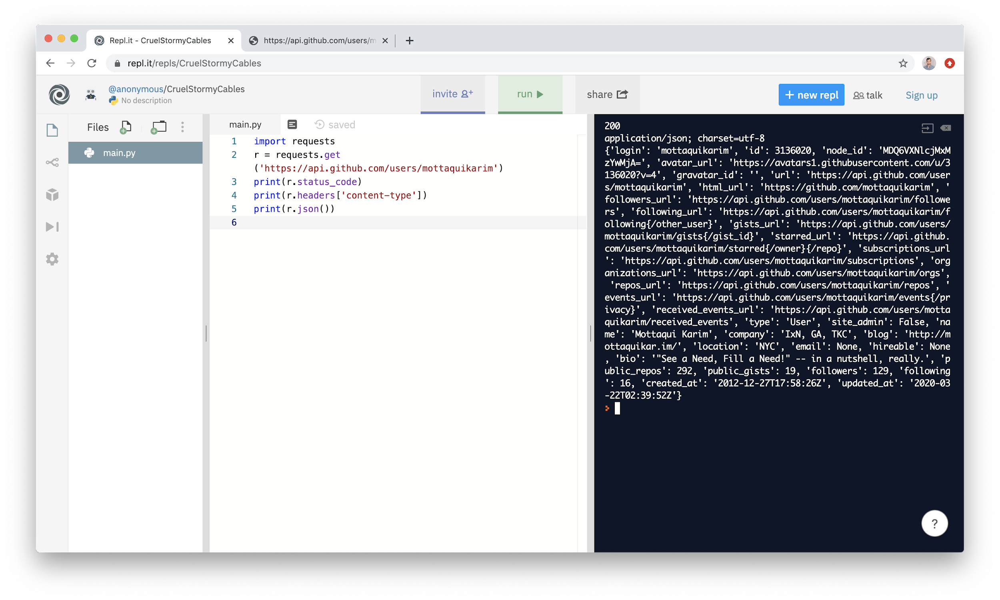 Repl.it - CruelStormyCables
https://api.github.com/users/m
repl.it/repls/CruelStormyCables
@anonymous/CruelStormyCables
No description
invite
run
share
+ new repl
talk
Sign up
Files
main.py
main.py
saved
1 import requests
2 r = requests.get
('https://api.github.com/users/mottaquikarim')
3 print(r.status_code)
4 print(r.headers['content-type'])
5 print(r.json())
6
200
application/json; charset=utf-8
{'login': 'mottaquikarim', 'id': 3136020, 'node_id': 'MDQ6VXNlcjMxM
zYwMjA=', 'avatar_url': 'https://avatars1.githubusercontent.com/u/3
136020?v=4', 'gravatar_id': '', 'url': 'https://api.github.com/user
s/mottaquikarim', 'html_url': 'https://github.com/mottaquikarim', '
followers_url': 'https://api.github.com/users/mottaquikarim/followe
rs', 'following_url': 'https://api.github.com/users/mottaquikarim/f
ollowing{/other_user}', 'gists_url': 'https://api.github.com/users/
mottaquikarim/gists{/gist_id}', 'starred_url': 'https://api.github.
com/users/mottaquikarim/starred{/owner}{/repo}', 'subscriptions_url
': 'https://api.github.com/users/mottaquikarim/subscriptions', 'org
anizations_url': 'https://api.github.com/users/mottaquikarim/orgs',
'repos_url': 'https://api.github.com/users/mottaquikarim/repos', '
events_url': 'https://api.github.com/users/mottaquikarim/events{/pr
ivacy}', 'received_events_url': 'https://api.github.com/users/motta
quikarim/received_events', 'type': 'User', 'site_admin': False, 'na
me': 'Mottaqui Karim', 'company': 'IxN, GA, TKC', 'blog': 'http://m
ottaquikar.im/', 'location': 'NYC', 'email': None, 'hireable': None
, 'bio': '"See a Need, Fill a Need!" -- in a nutshell, really.', 'p
ublic_repos': 292, 'public_gists': 19, 'followers': 129, 'following
': 16, 'created_at': '2012-12-27T17:58:26Z', 'updated_at': '2020-03
-22T02:39:52Z'}
?